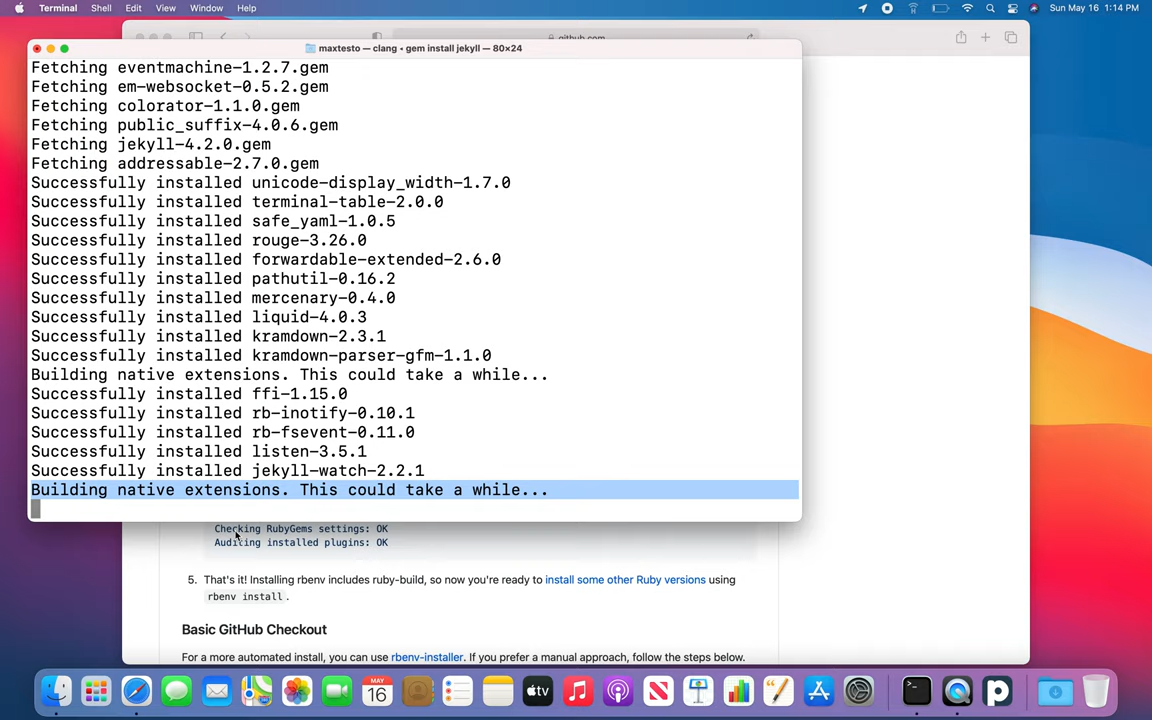 Terminal Shell Edit View Window Help Sun May 16 1:14 PM
github.com
maxtesto — clang • gem install jekyll — 80×24
Fetching eventmachine-1.2.7.gem
Fetching em-websocket-0.5.2.gem
Fetching colorator-1.1.0.gem
Fetching public_suffix-4.0.6.gem
Fetching jekyll-4.2.0.gem
Fetching addressable-2.7.0.gem
Successfully installed unicode-display_width-1.7.0
Successfully installed terminal-table-2.0.0
Successfully installed safe_yaml-1.0.5
Successfully installed rouge-3.26.0
Successfully installed forwardable-extended-2.6.0
Successfully installed pathutil-0.16.2
Successfully installed mercenary-0.4.0
Successfully installed liquid-4.0.3
Successfully installed kramdown-2.3.1
Successfully installed kramdown-parser-gfm-1.1.0
Building native extensions. This could take a while...
Successfully installed ffi-1.15.0
Successfully installed rb-inotify-0.10.1
Successfully installed rb-fsevent-0.11.0
Successfully installed listen-3.5.1
Successfully installed jekyll-watch-2.2.1
Building native extensions. This could take a while...
Checking RubyGems settings: OK
Auditing installed plugins: OK
5. That's it! Installing rbenv includes ruby-build, so now you're ready to install some other Ruby versions using
rbenv install .
Basic GitHub Checkout
For a more automated install, you can use rbenv-installer. If you prefer a manual approach, follow the steps below.
MAY
16
tv